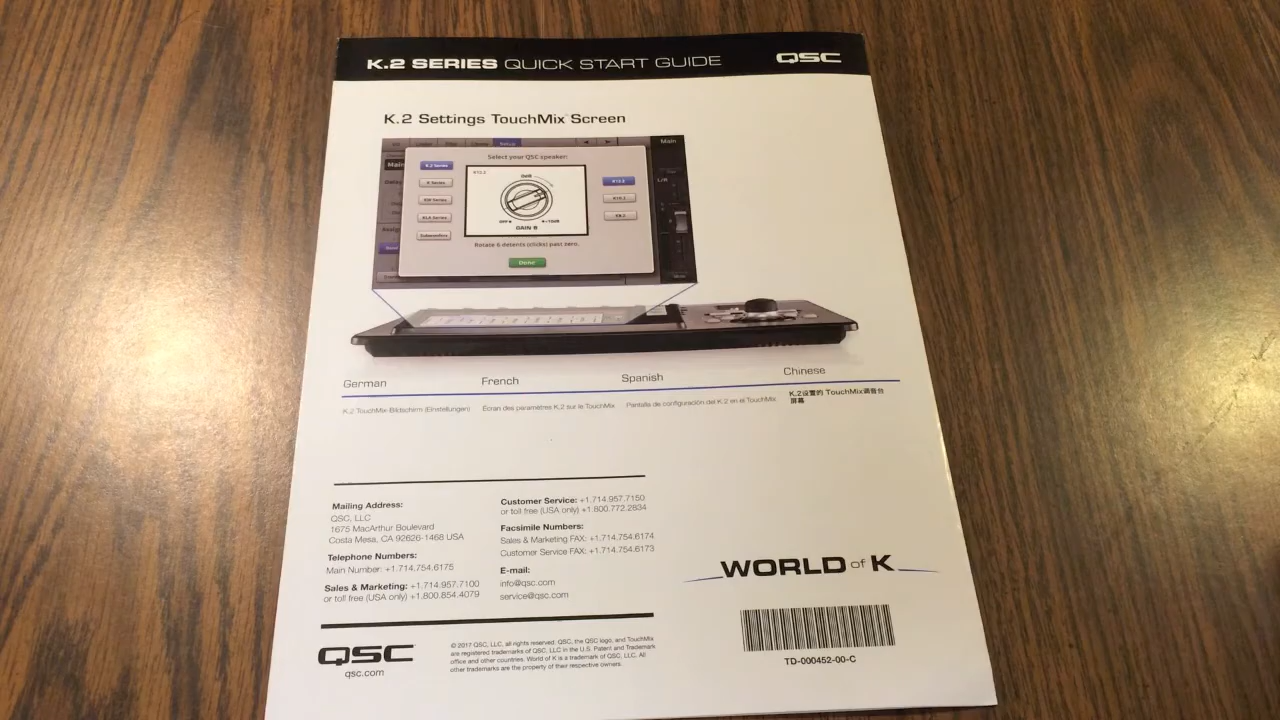 K.2 SERIES QUICK START GUIDE
QSC
K.2 Settings TouchMix Screen
Setup
Main
Main
Select your QSC speaker:
K.2 Series
K Series
KW Series
KLA Series
Subwoofers
K12.2
0dB
OFF
+10dB
GAIN B
K12.2
K10.2
K8.2
L/R
Rotate 6 detents (clicks) past zero.
Done
German
French
Spanish
Chinese
K.2 TouchMix-Bildschirm (Einstellungen)
Écran des paramètres K.2 sur le TouchMix
Pantalla de configuración del K.2 en el TouchMix
K.2设置的 TouchMix调音台
屏幕
Mailing Address:
QSC, LLC
1675 MacArthur Boulevard
Costa Mesa, CA 92626-1468 USA
Telephone Numbers:
Main Number: +1.714.754.6175
Sales & Marketing: +1.714.957.7100
or toll free (USA only) +1.800.854.4079
Customer Service: +1.714.957.7150
or toll free (USA only) +1.800.772.2834
Facsimile Numbers:
Sales & Marketing FAX: +1.714.754.6174
Customer Service FAX: +1.714.754.6173
E-mail:
info@qsc.com
service@qsc.com
WORLD of K
TD-000452-00-C
QSC
qsc.com
© 2017 QSC, LLC, all rights reserved. QSC, the QSC logo, and TouchMix
are registered trademarks of QSC, LLC in the U.S. Patent and Trademark
office and other countries. World of K is a trademark of QSC, LLC. All
other trademarks are the property of their respective owners.